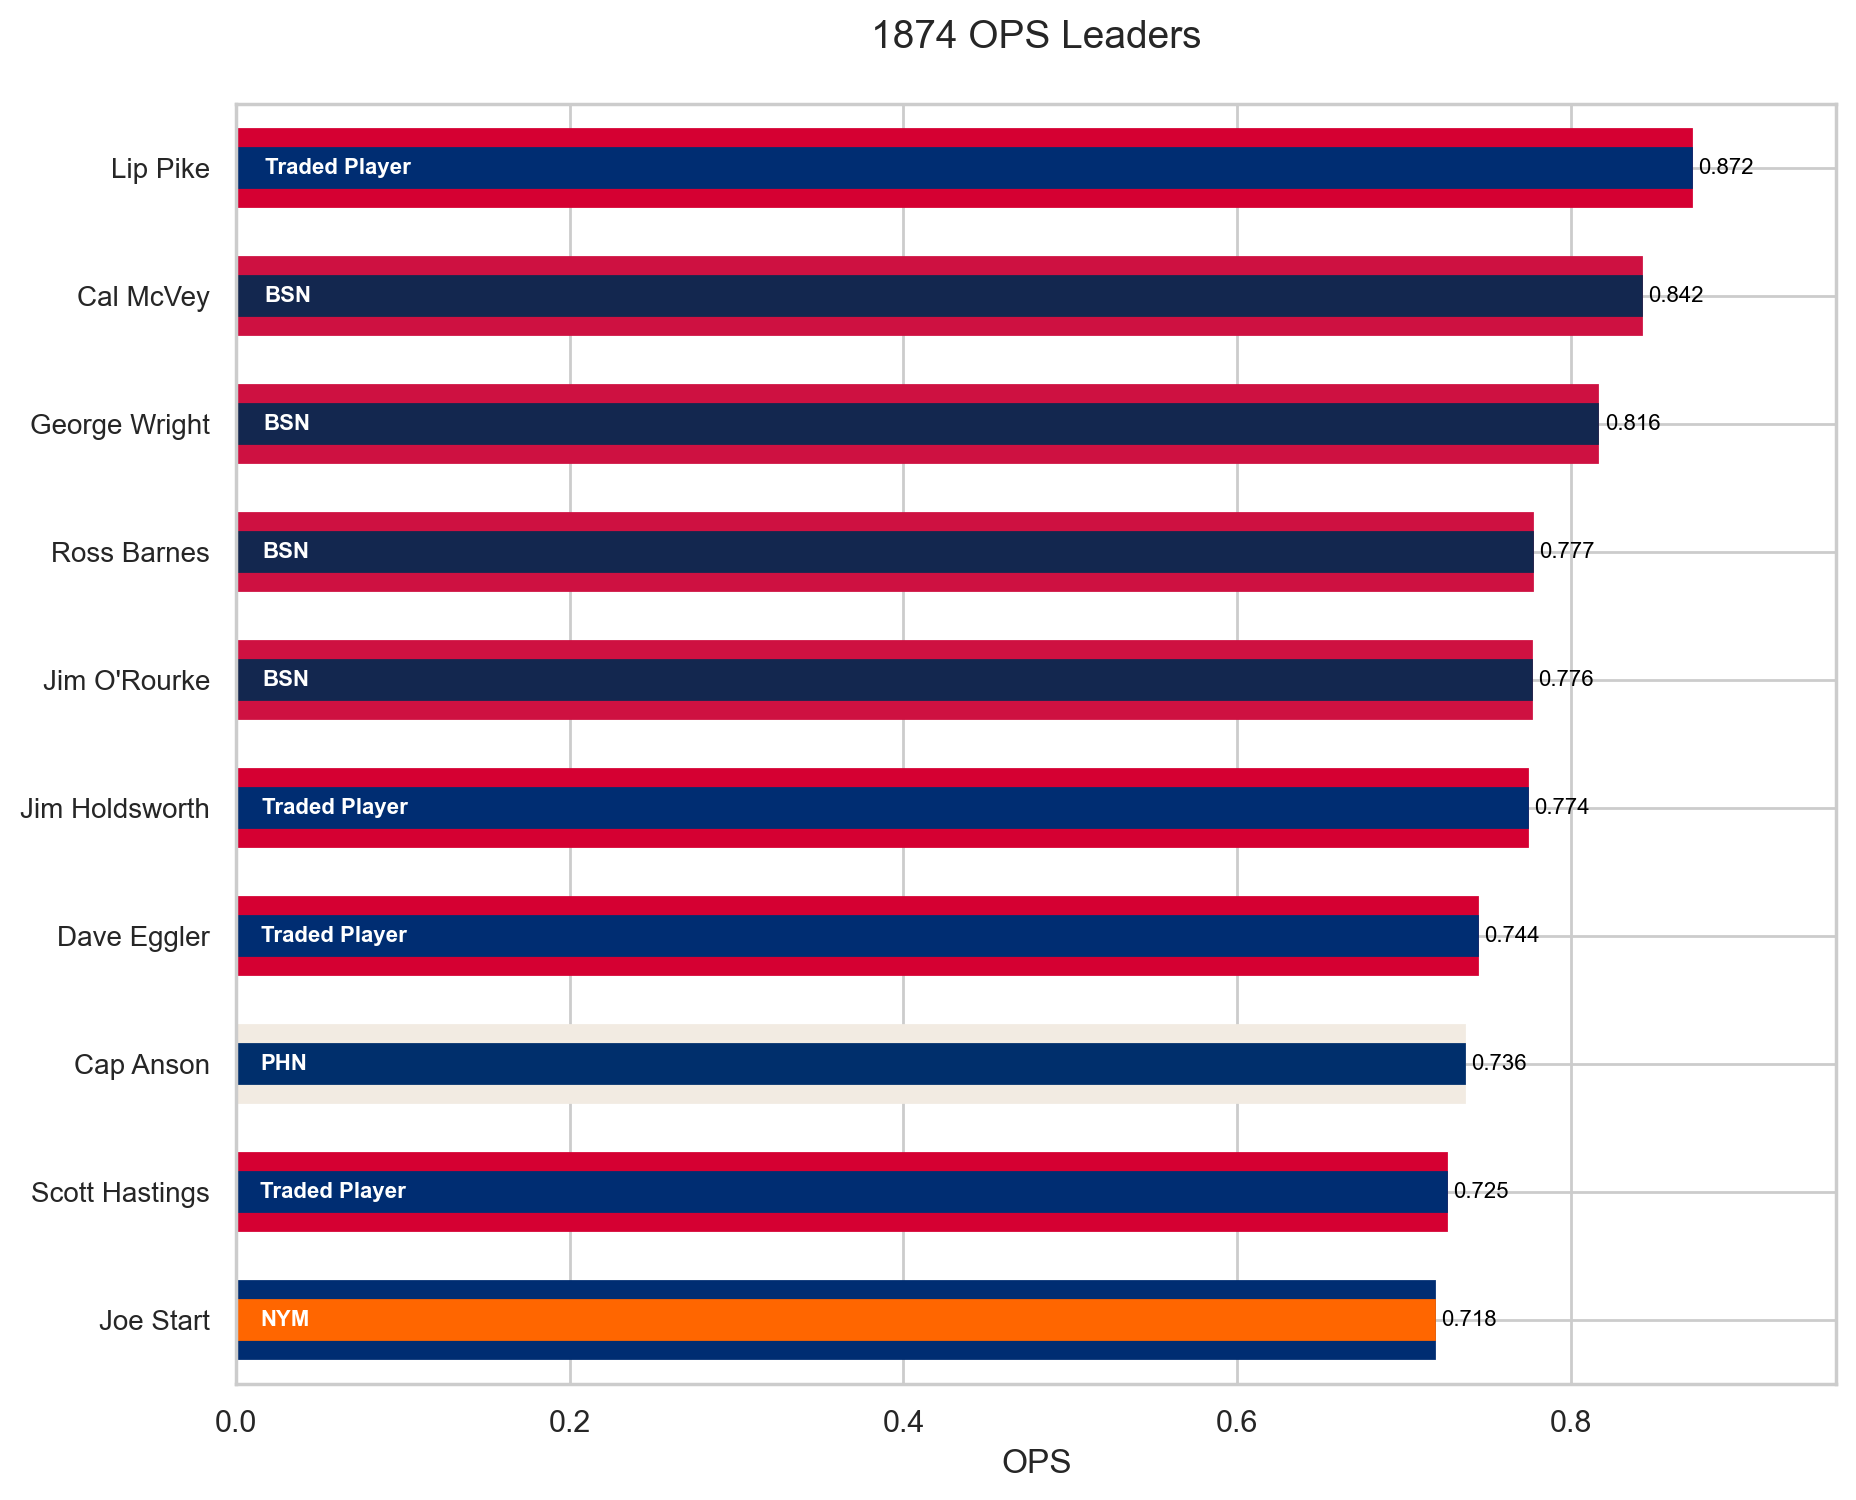 1874 OPS Leaders
Lip Pike
Traded Player
0.872
Cal McVey
BSN
0.842
George Wright
BSN
0.816
Ross Barnes
BSN
0.777
Jim O'Rourke
BSN
0.776
Jim Holdsworth
Traded Player
0.774
Dave Eggler
Traded Player
0.744
Cap Anson
PHN
0.736
Scott Hastings
Traded Player
0.725
Joe Start
NYM
0.718
0.0 0.2 0.4 0.6 0.8
OPS